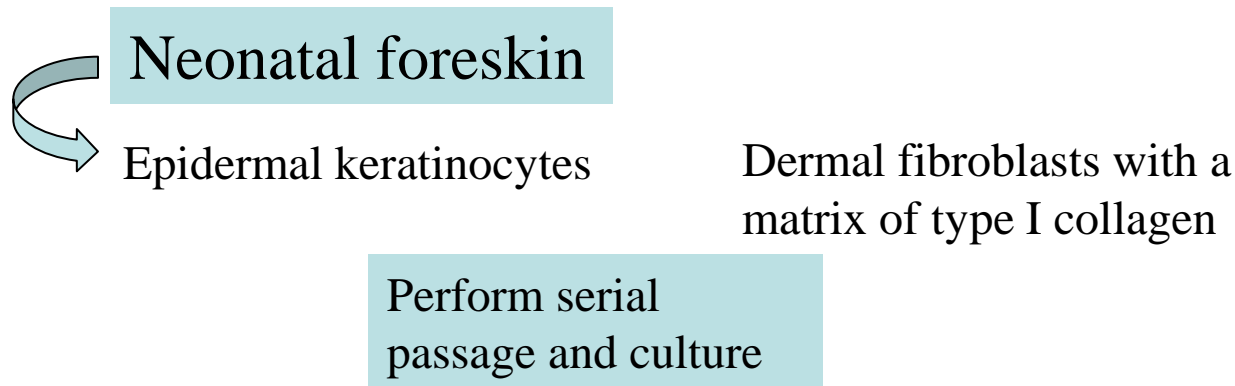 Neonatal foreskin
Epidermal keratinocytes
Dermal fibroblasts with a
matrix of type I collagen
Perform serial
passage and culture